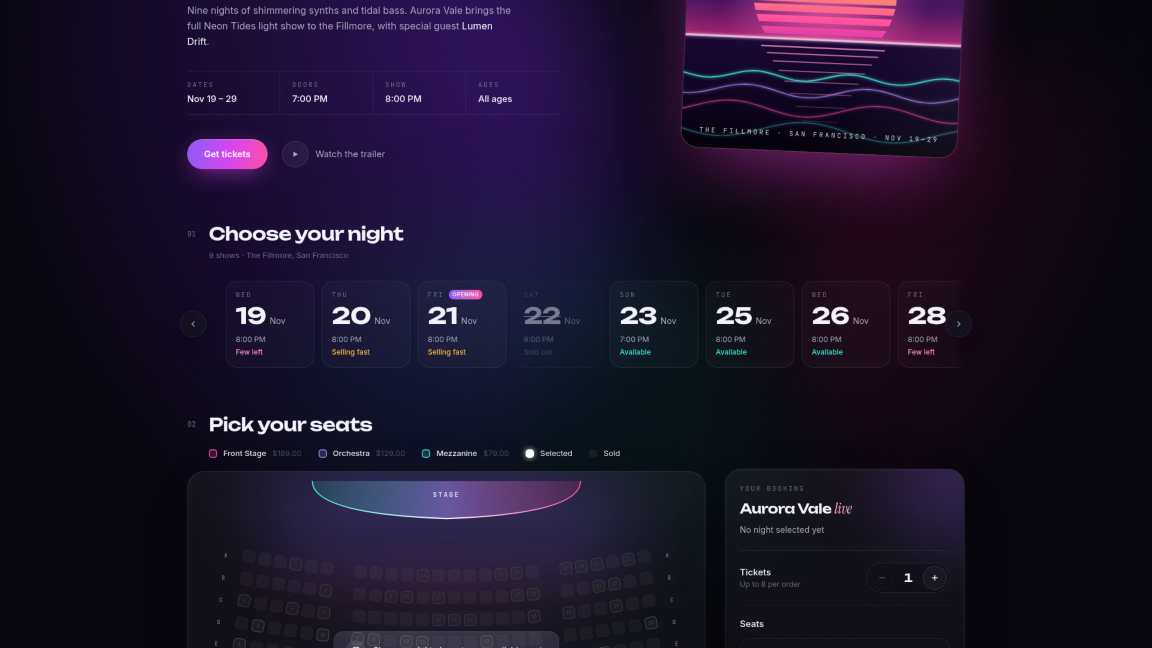 Nine nights of shimmering synths and tidal bass. Aurora Vale brings the
full Neon Tides light show to the Fillmore, with special guest Lumen
Drift.
DATES
Nov 19 – 29
DOORS
7:00 PM
SHOW
8:00 PM
AGES
All ages
Get tickets
Watch the trailer
THE FILLMORE · SAN FRANCISCO · NOV 19–29
01
Choose your night
9 shows · The Fillmore, San Francisco
WED
19 Nov
8:00 PM
Few left
THU
20 Nov
8:00 PM
Selling fast
FRI OPENING
21 Nov
8:00 PM
Selling fast
SAT
22 Nov
8:00 PM
Sold out
SUN
23 Nov
7:00 PM
Available
TUE
25 Nov
8:00 PM
Available
WED
26 Nov
8:00 PM
Available
FRI
28
8:00 PM
Few left
02
Pick your seats
Front Stage $189.00
Orchestra $129.00
Mezzanine $79.00
Selected
Sold
STAGE
A A
B B
C C
D D
E E
YOUR BOOKING
Aurora Vale live
No night selected yet
Tickets
Up to 8 per order
− 1 +
Seats